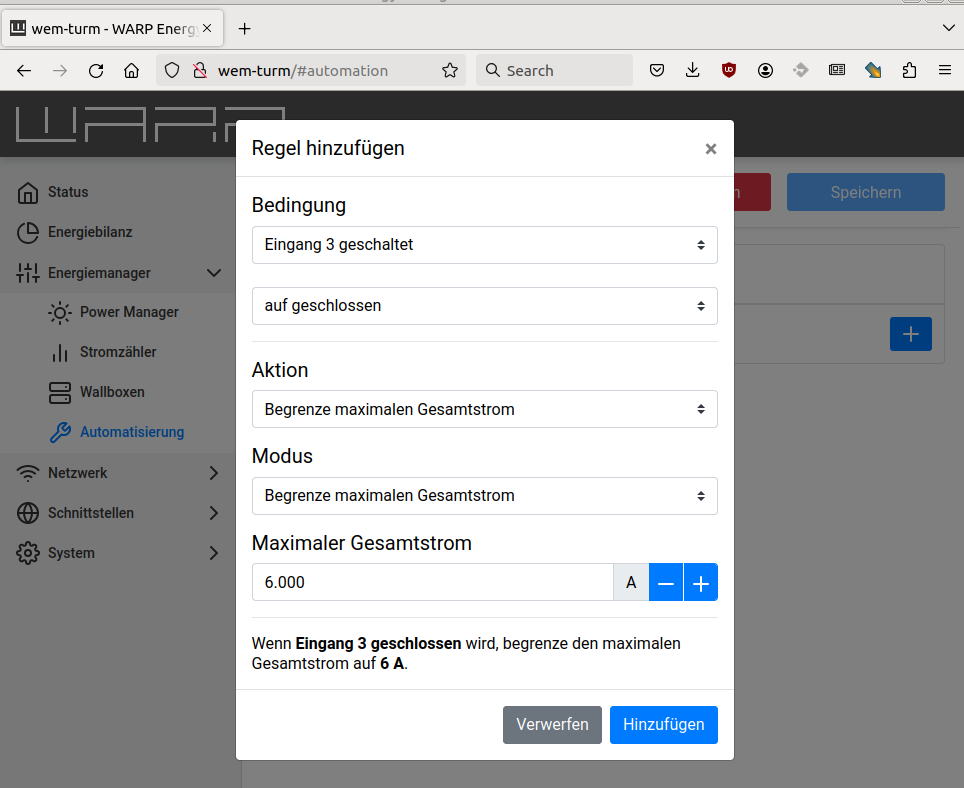 wem-turm - WARP Energy
wem-turm/#automation
Search
WARP
Regel hinzufügen
Status
Energiebilanz
Energiemanager
Power Manager
Stromzähler
Wallboxen
Automatisierung
Netzwerk
Schnittstellen
System
n
Speichern
Bedingung
Eingang 3 geschaltet
auf geschlossen
Aktion
Begrenze maximalen Gesamtstrom
Modus
Begrenze maximalen Gesamtstrom
Maximaler Gesamtstrom
6.000
A
Wenn Eingang 3 geschlossen wird, begrenze den maximalen
Gesamtstrom auf 6 A.
Verwerfen
Hinzufügen